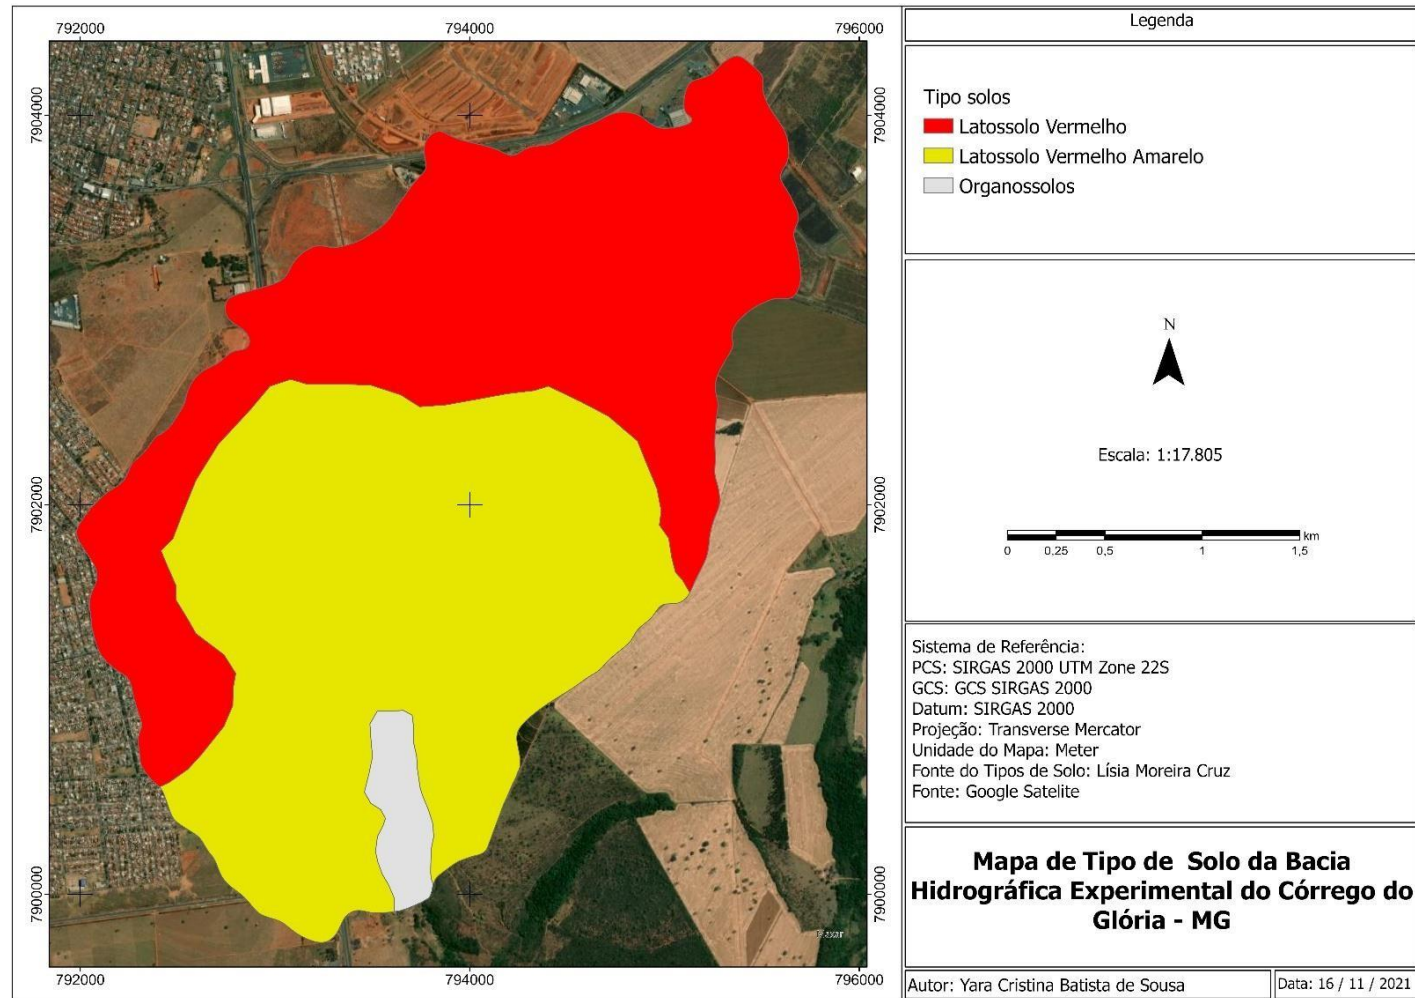 792000
794000
796000
7904000
7904000
7902000
7902000
7900000
7900000
792000
794000
796000
Legenda
Tipo solos
Latossolo Vermelho
Latossolo Vermelho Amarelo
Organossolos
N
Escala: 1:17.805
km
0 0,25 0,5 1 1,5
Sistema de Referência:
PCS: SIRGAS 2000 UTM Zone 22S
GCS: GCS SIRGAS 2000
Datum: SIRGAS 2000
Projeção: Transverse Mercator
Unidade do Mapa: Meter
Fonte do Tipos de Solo: Lísia Moreira Cruz
Fonte: Google Satelite
Mapa de Tipo de Solo da Bacia
Hidrográfica Experimental do Córrego do
Glória - MG
Autor: Yara Cristina Batista de Sousa
Data: 16 / 11 / 2021